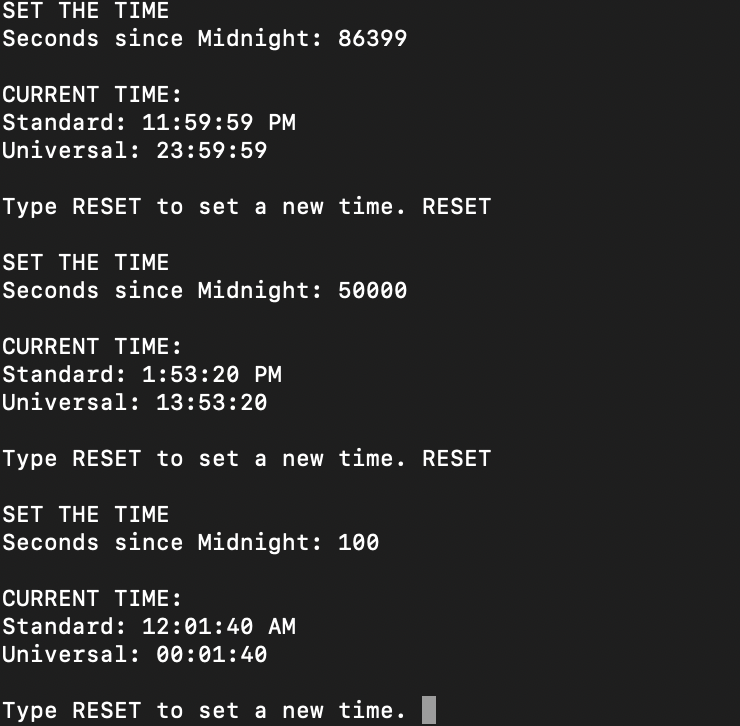 SET THE TIME
Seconds since Midnight: 86399
CURRENT TIME:
Standard: 11:59:59 PM
Universal: 23:59:59
Type RESET to set a new time. RESET
SET THE TIME
Seconds since Midnight: 50000
CURRENT TIME:
Standard: 1:53:20 PM
Universal: 13:53:20
Type RESET to set a new time. RESET
SET THE TIME
Seconds since Midnight: 100
CURRENT TIME:
Standard: 12:01:40 AM
Universal: 00:01:40
Type RESET to set a new time.